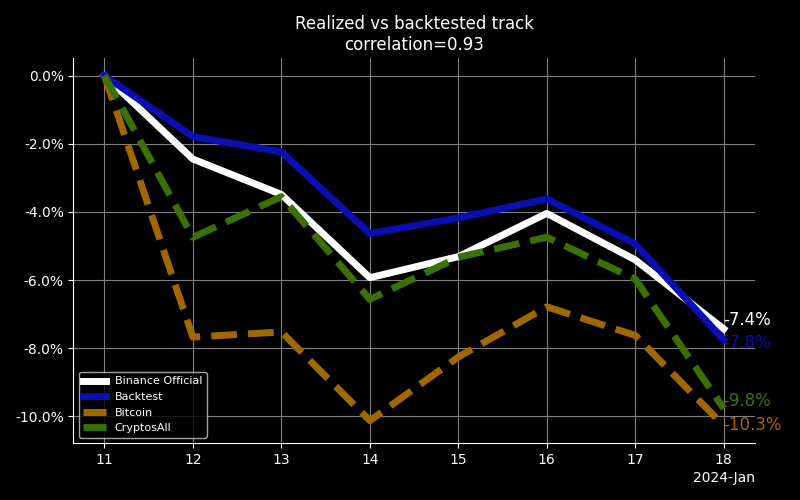 Realized vs backtested track
correlation=0.93
0.0%
-2.0%
-4.0%
-6.0%
-8.0%
-10.0%
-7.4%
-7.8%
-9.8%
-10.3%
Binance Official
Backtest
Bitcoin
CryptosAll
11 12 13 14 15 16 17 18
2024-Jan